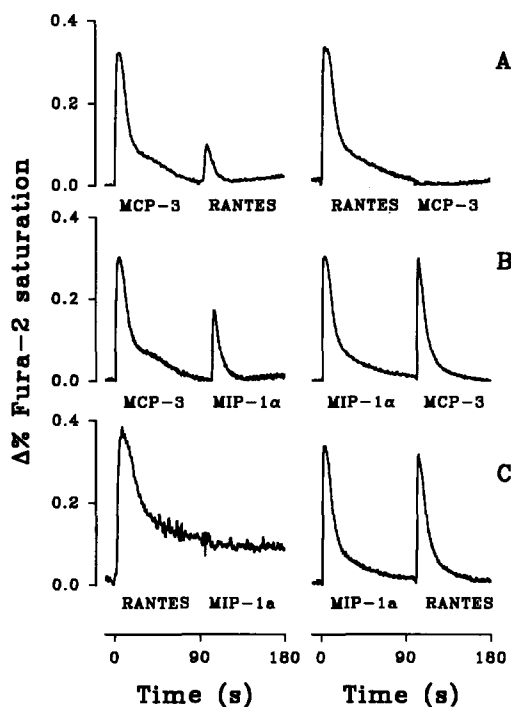 A
0.4
0.2
0.0
MCP-3 RANTES
RANTES MCP-3
B
0.4
0.2
0.0
MCP-3 MIP-1α
MIP-1α MCP-3
C
0.4
0.2
0.0
RANTES MIP-1a
MIP-1a RANTES
Δ% Fura-2 saturation
0 90 180
0 90 180
Time (s)
Time (s)